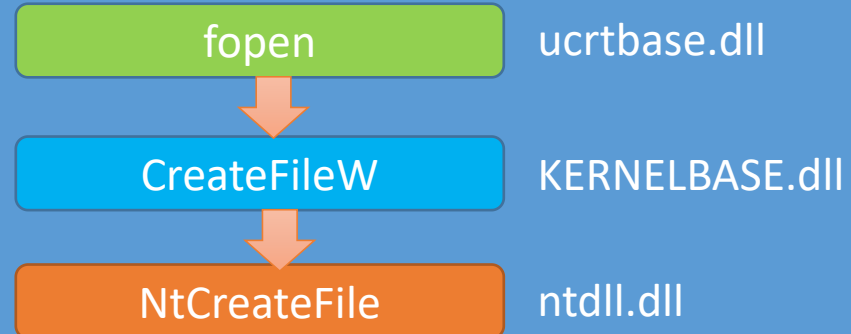 fopen ucrtbase.dll
CreateFileW KERNELBASE.dll
NtCreateFile ntdll.dll